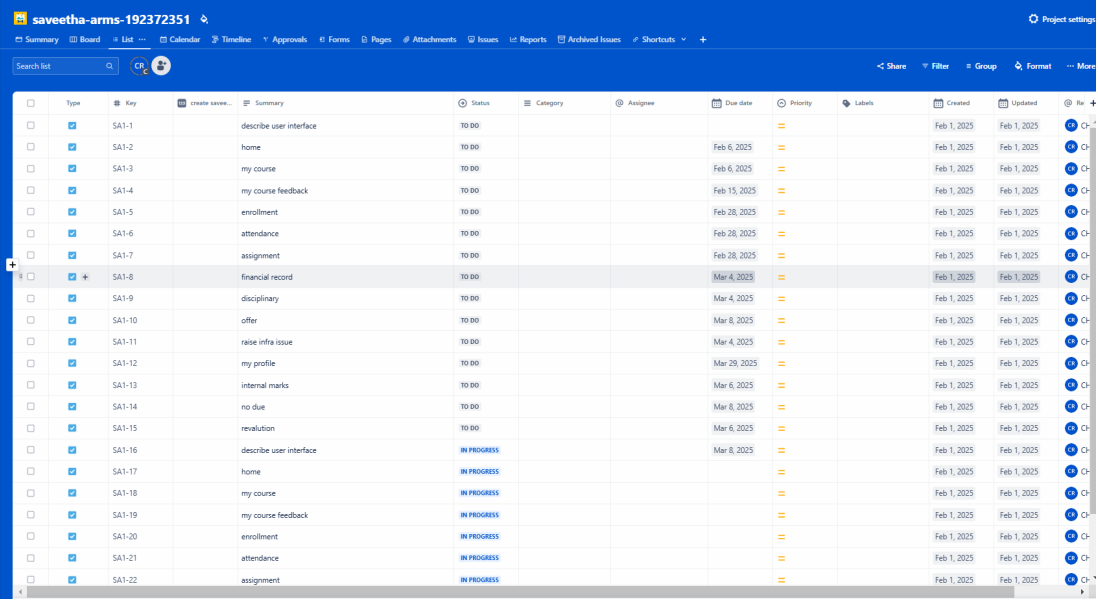 saveetha-arms-192372351 Project settings
Summary Board List ··· Calendar Timeline Approvals Forms Pages Attachments Issues Reports Archived Issues Shortcuts +
Search list CR C Share Filter Group Format ··· More
Type Key create savee... Summary Status Category Assignee Due date Priority Labels Created Updated Re +
SA1-1 describe user interface TO DO Feb 1, 2025 Feb 1, 2025 CR CH
SA1-2 home TO DO Feb 6, 2025 Feb 1, 2025 Feb 1, 2025 CR CH
SA1-3 my course TO DO Feb 6, 2025 Feb 1, 2025 Feb 1, 2025 CR CH
SA1-4 my course feedback TO DO Feb 15, 2025 Feb 1, 2025 Feb 1, 2025 CR CH
SA1-5 enrollment TO DO Feb 28, 2025 Feb 1, 2025 Feb 1, 2025 CR CH
SA1-6 attendance TO DO Feb 28, 2025 Feb 1, 2025 Feb 1, 2025 CR CH
SA1-7 assignment TO DO Feb 28, 2025 Feb 1, 2025 Feb 1, 2025 CR CH
SA1-8 financial record TO DO Mar 4, 2025 Feb 1, 2025 Feb 1, 2025 CR CH
SA1-9 disciplinary TO DO Mar 4, 2025 Feb 1, 2025 Feb 1, 2025 CR CH
SA1-10 offer TO DO Mar 8, 2025 Feb 1, 2025 Feb 1, 2025 CR CH
SA1-11 raise infra issue TO DO Mar 4, 2025 Feb 1, 2025 Feb 1, 2025 CR CH
SA1-12 my profile TO DO Mar 29, 2025 Feb 1, 2025 Feb 1, 2025 CR CH
SA1-13 internal marks TO DO Mar 6, 2025 Feb 1, 2025 Feb 1, 2025 CR CH
SA1-14 no due TO DO Mar 8, 2025 Feb 1, 2025 Feb 1, 2025 CR CH
SA1-15 revalution TO DO Mar 6, 2025 Feb 1, 2025 Feb 1, 2025 CR CH
SA1-16 describe user interface IN PROGRESS Mar 8, 2025 Feb 1, 2025 Feb 1, 2025 CR CH
SA1-17 home IN PROGRESS Feb 1, 2025 Feb 1, 2025 CR CH
SA1-18 my course IN PROGRESS Feb 1, 2025 Feb 1, 2025 CR CH
SA1-19 my course feedback IN PROGRESS Feb 1, 2025 Feb 1, 2025 CR CH
SA1-20 enrollment IN PROGRESS Feb 1, 2025 Feb 1, 2025 CR CH
SA1-21 attendance IN PROGRESS Feb 1, 2025 Feb 1, 2025 CR CH
SA1-22 assignment IN PROGRESS Feb 1, 2025 Feb 1, 2025 CR CH